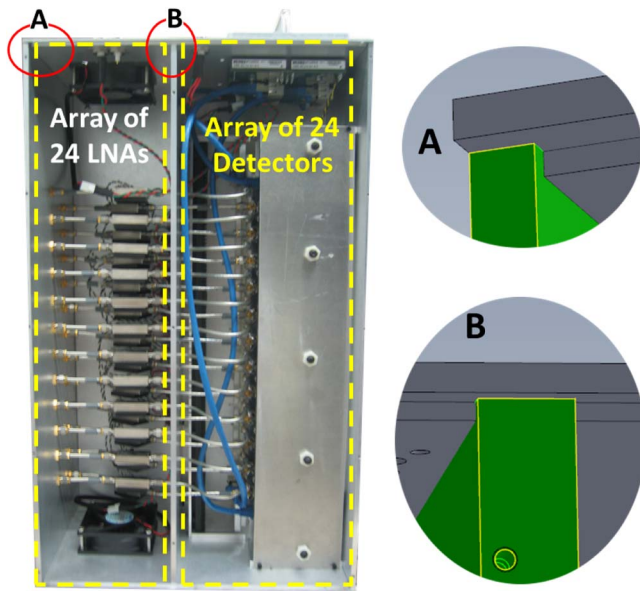 A
B
Array of
24 LNAs
Array of 24
Detectors
A
B